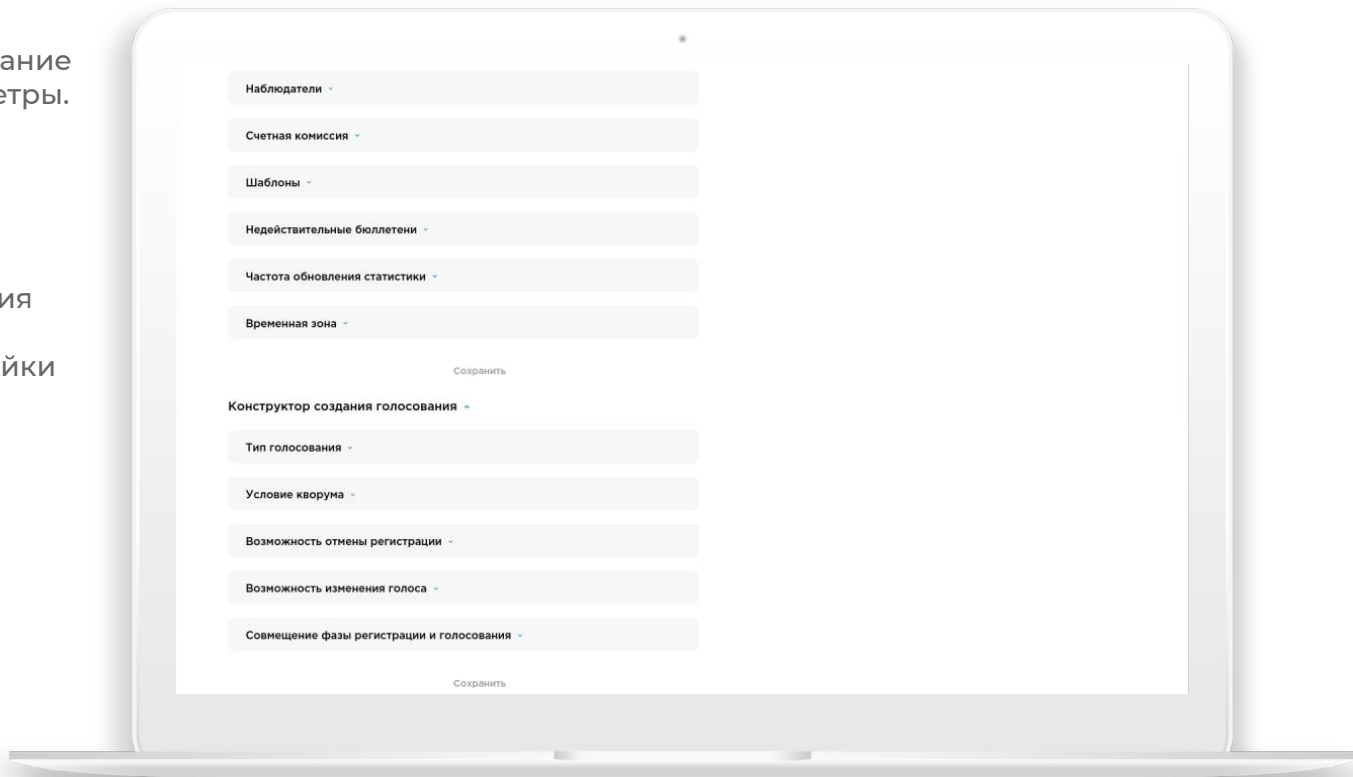 ание
етры.
ия
йки
Наблюдатели
Счетная комиссия
Шаблоны
Недействительные бюллетени
Частота обновления статистики
Временная зона
Сохранить
Конструктор создания голосования
Тип голосования
Условие кворума
Возможность отмены регистрации
Возможность изменения голоса
Совмещение фазы регистрации и голосования
Сохранить